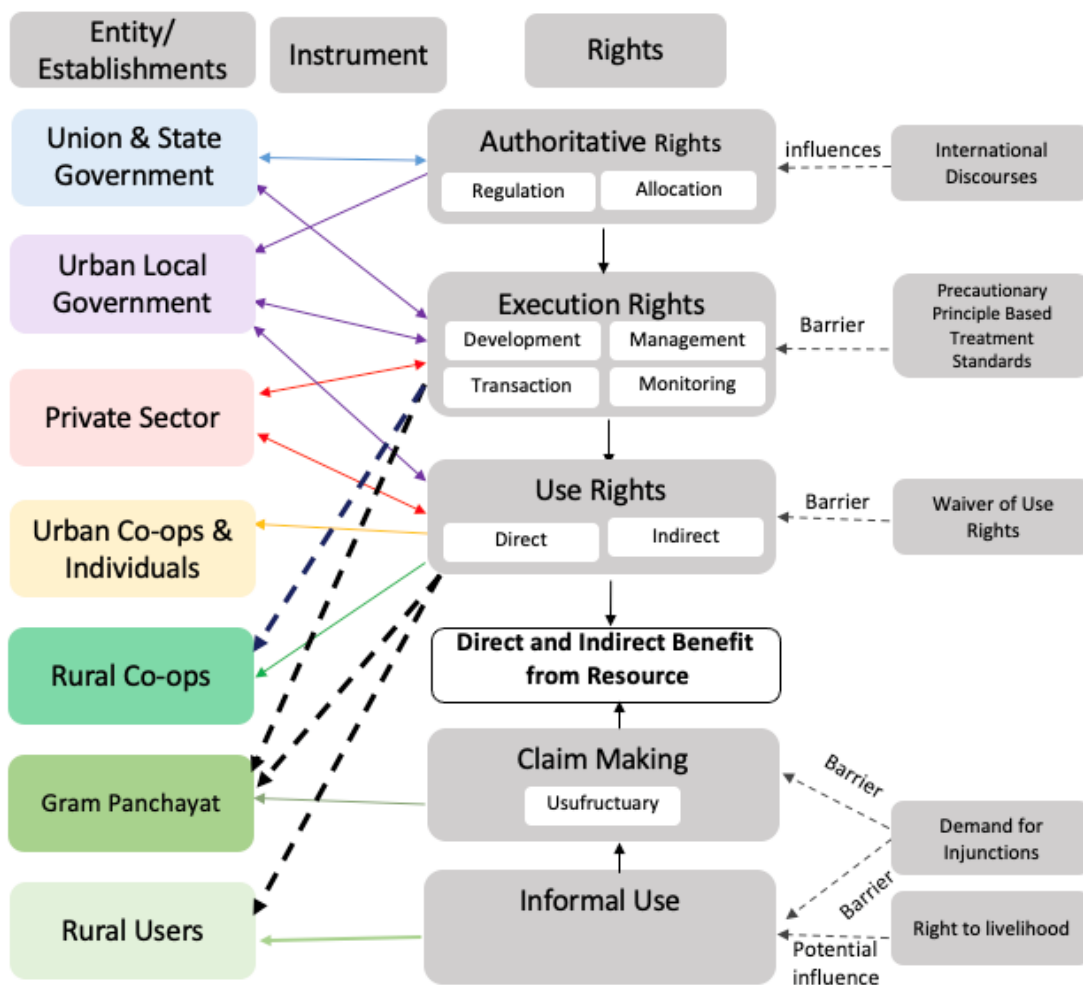 Entity/
Establishments
Instrument
Rights
Union & State
Government
Authoritative Rights
Regulation
Allocation
influences
International
Discourses
Urban Local
Government
Execution Rights
Development
Management
Transaction
Monitoring
Barrier
Precautionary
Principle Based
Treatment
Standards
Private Sector
Use Rights
Direct
Indirect
Barrier
Waiver of Use
Rights
Urban Co-ops &
Individuals
Direct and Indirect Benefit
from Resource
Rural Co-ops
Claim Making
Usufructuary
Barrier
Gram Panchayat
Demand for
Injunctions
Barrier
Informal Use
Rural Users
Right to livelihood
Potential
influence